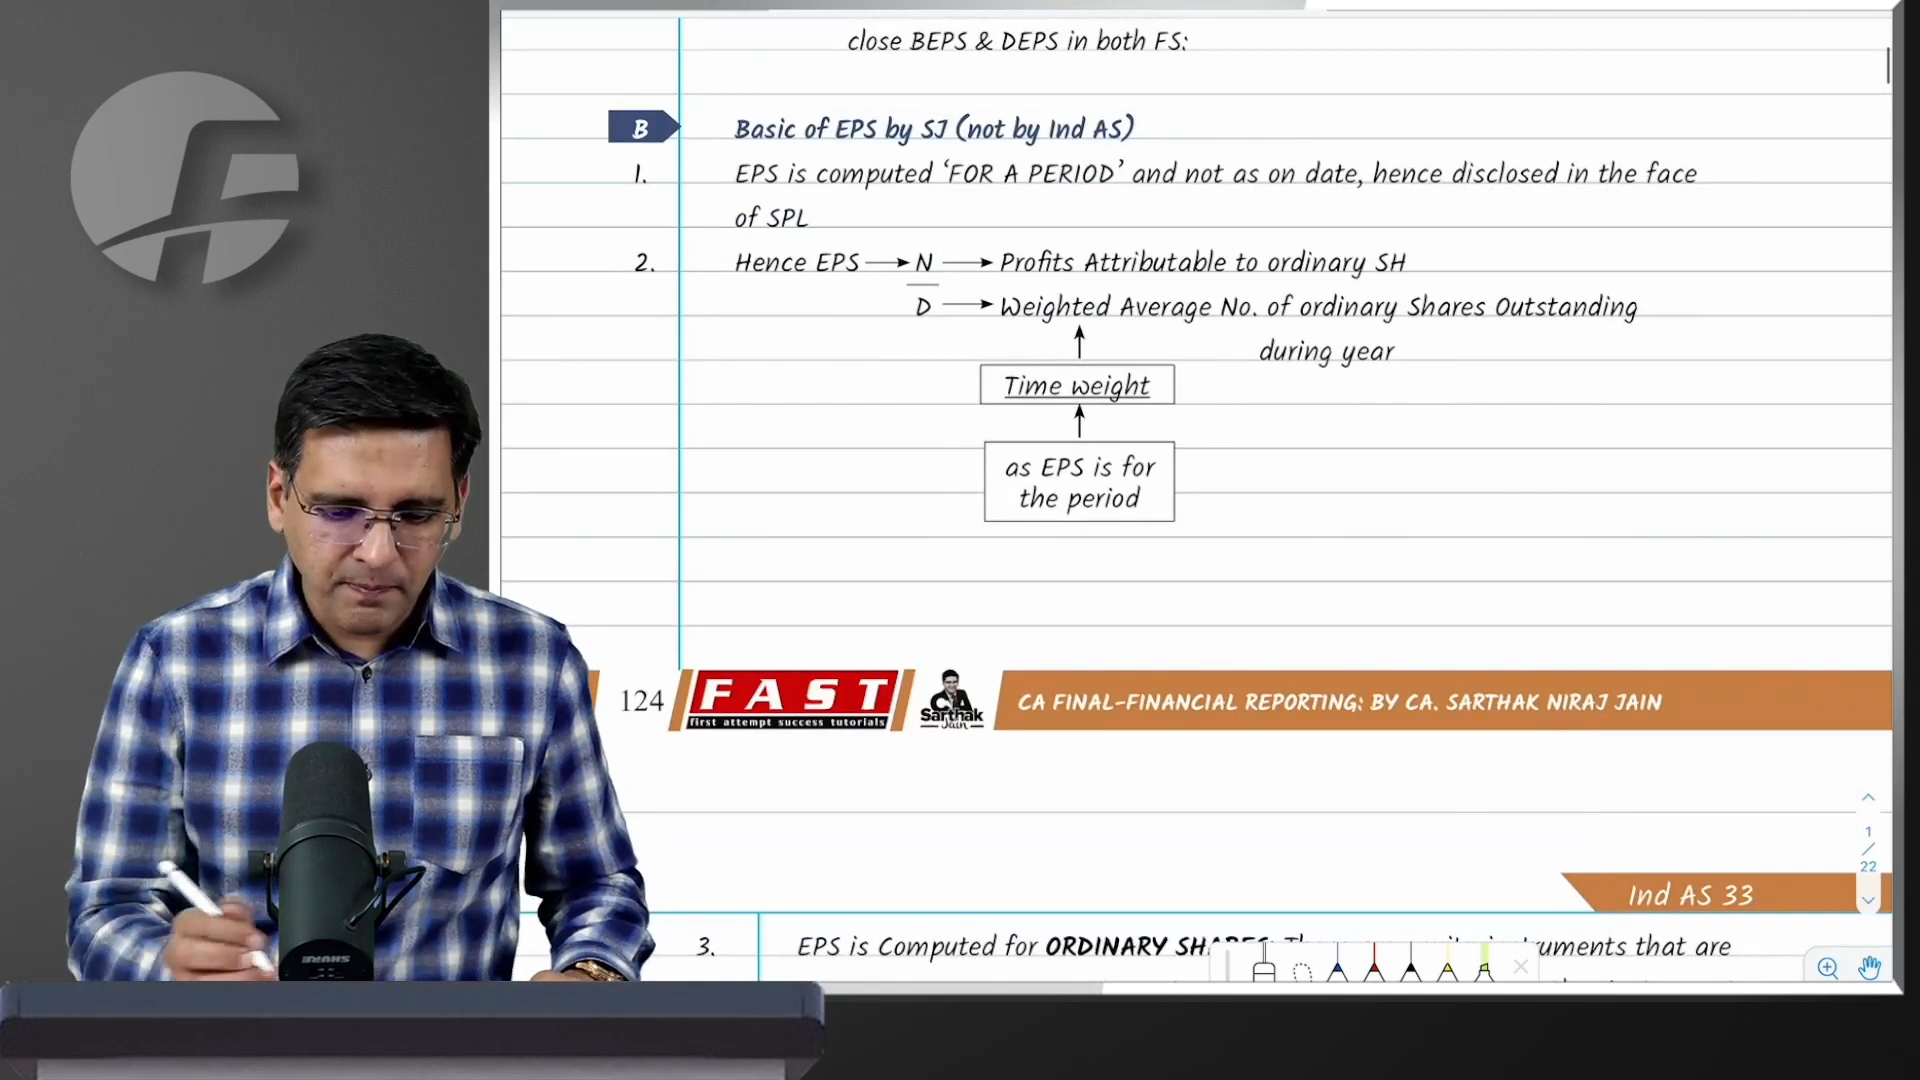 close BEPS & DEPS in both FS:
B Basic of EPS by SJ (not by Ind AS)
1. EPS is computed ‘FOR A PERIOD’ and not as on date, hence disclosed in the face
of SPL
2. Hence EPS → N → Profits Attributable to ordinary SH
D → Weighted Average No. of ordinary Shares Outstanding
during year
Time weight
as EPS is for
the period
124 FAST CA FINAL-FINANCIAL REPORTING: BY CA. SARTHAK NIRAJ JAIN
first attempt success tutorials
CA
Sarthak
Jain
1
/
22
Ind AS 33
3. EPS is Computed for ORDINARY
SHURE